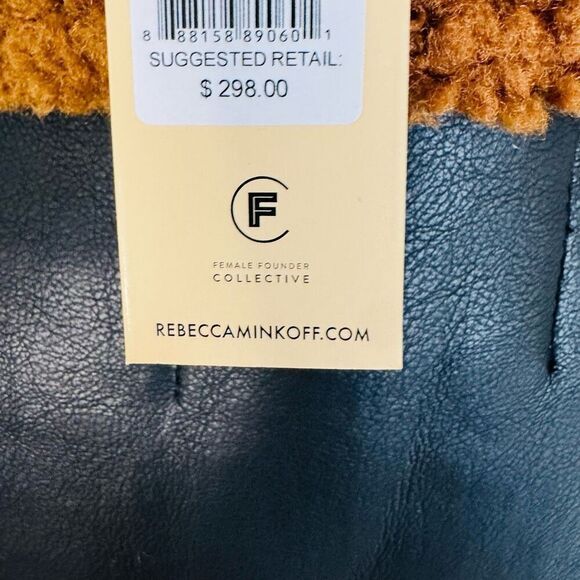 8 88158 89060 1
SUGGESTED RETAIL:
$ 298.00
F
FEMALE FOUNDER
COLLECTIVE
REBECCAMINKOFF.COM